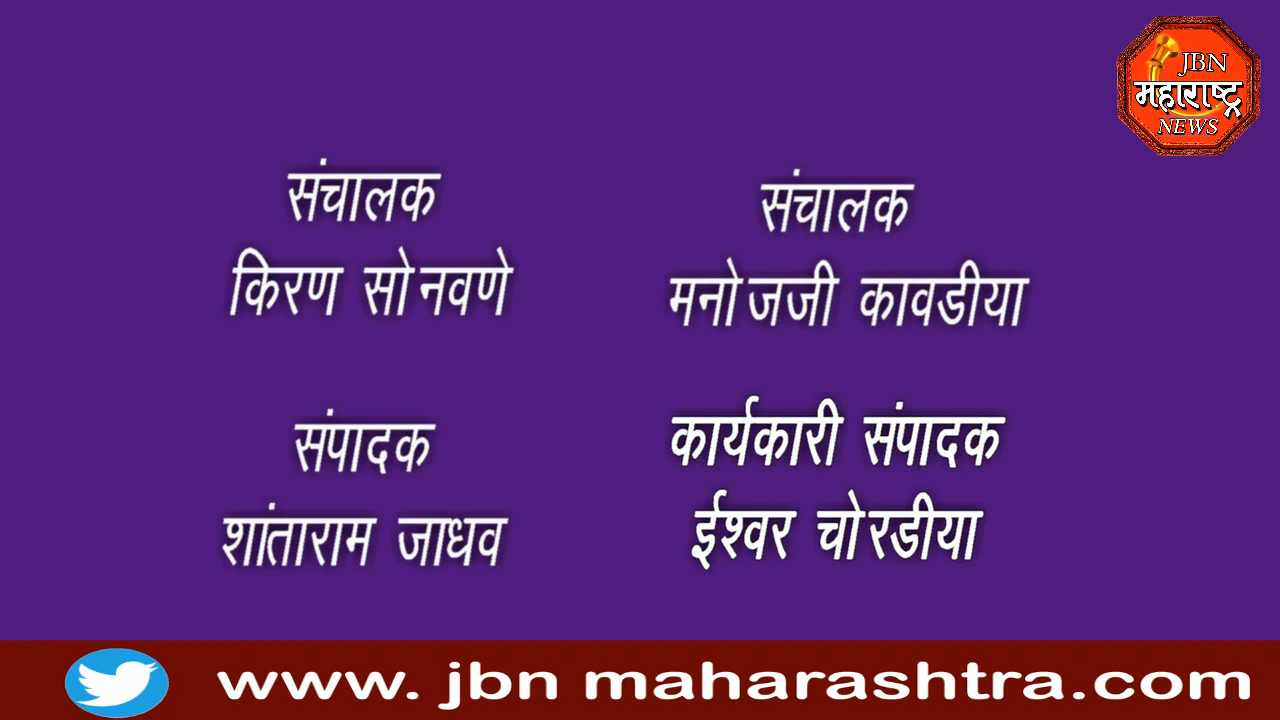 JBN
महाराष्ट्र
NEWS
संचालक
किरण सोनवणे
संचालक
मनोजजी कावडीया
संपादक
शांताराम जाधव
कार्यकारी संपादक
ईश्वर चोरडीया
www. jbn maharashtra.com